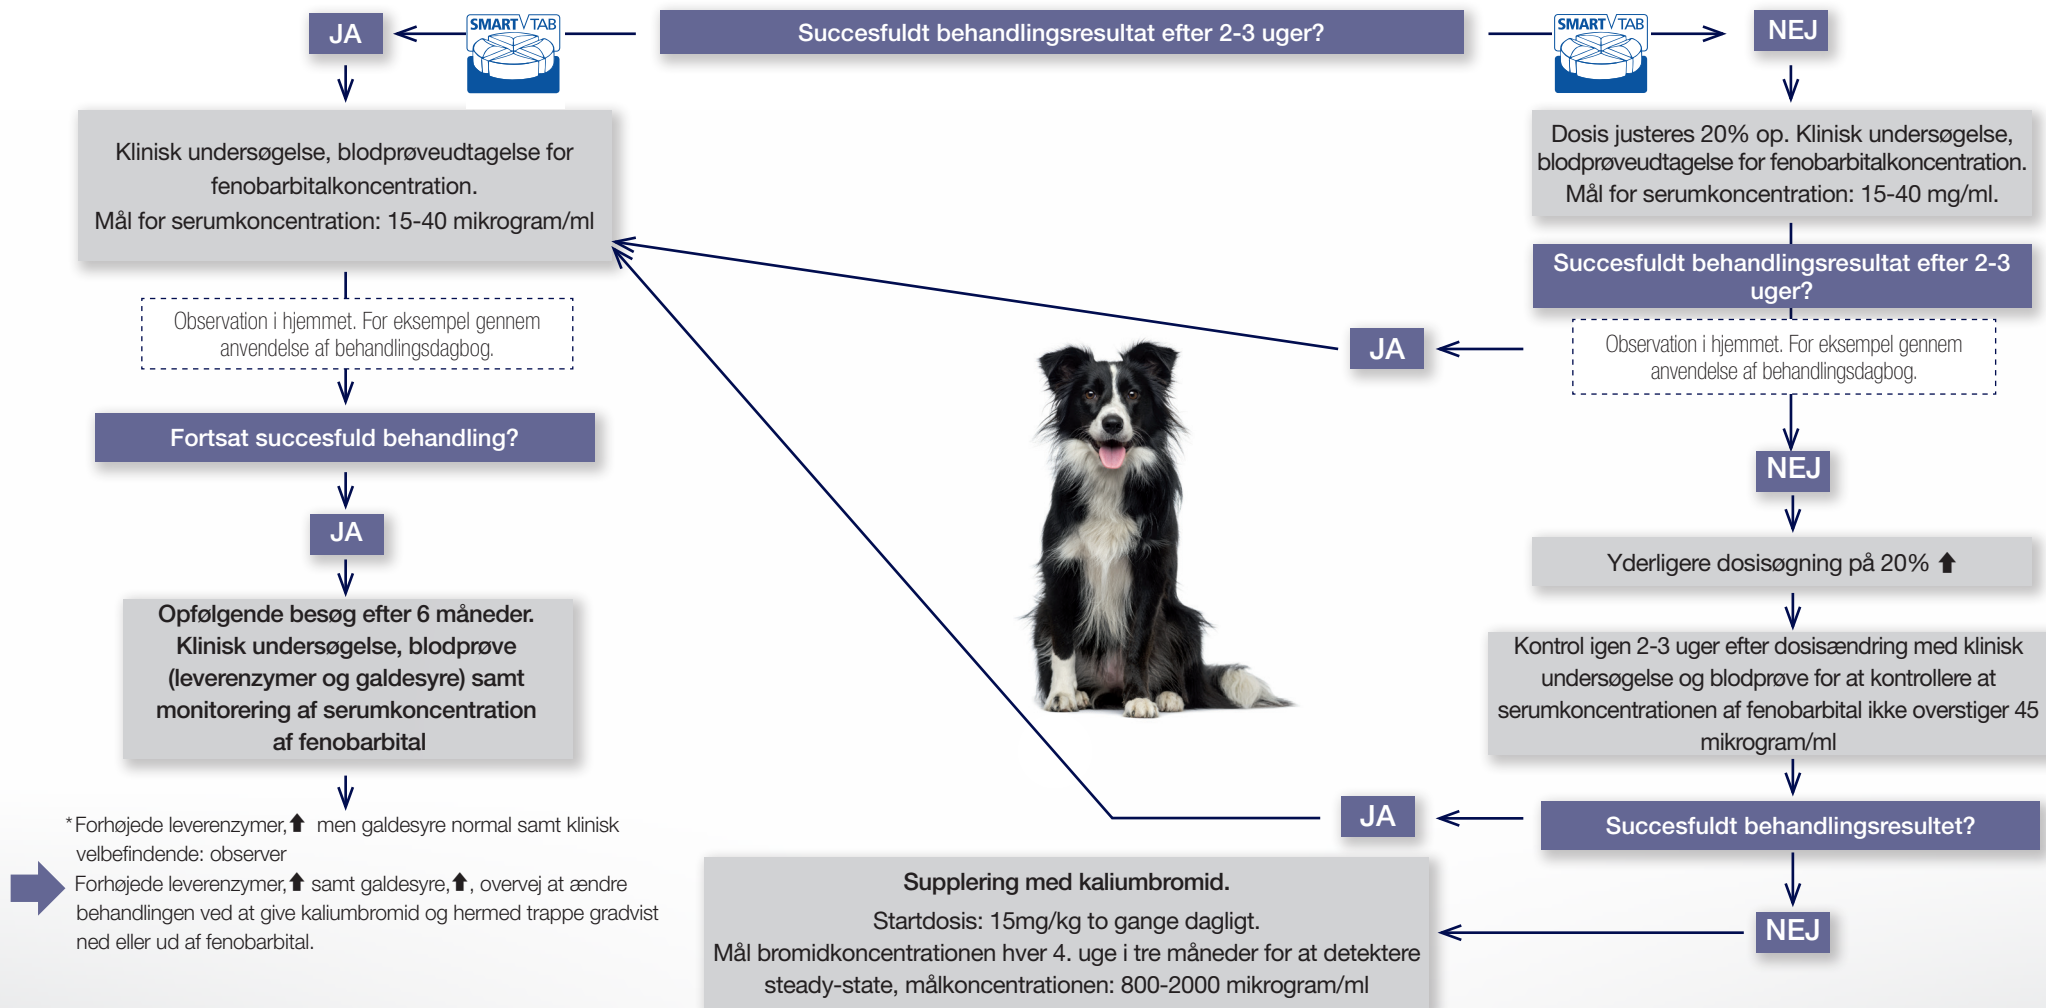 JA
SMART TAB
Succesfuldt behandlingsresultat efter 2-3 uger?
SMART TAB
NEJ
Klinisk undersøgelse, blodprøveudtagelse for
fenobarbitalkoncentration.
Mål for serumkoncentration: 15-40 mikrogram/ml
Observation i hjemmet. For eksempel gennem
anvendelse af behandlingsdagbog.
Fortsat succesfuld behandling?
JA
Opfølgende besøg efter 6 måneder.
Klinisk undersøgelse, blodprøve
(leverenzymer og galdesyre) samt
monitorering af serumkoncentration
af fenobarbital
*Forhøjede leverenzymer,⬆ men galdesyre normal samt klinisk
velbefindende: observer
Forhøjede leverenzymer,⬆ samt galdesyre,⬆, overvej at ændre
behandlingen ved at give kaliumbromid og hermed trappe gradvist
ned eller ud af fenobarbital.
Dosis justeres 20% op. Klinisk undersøgelse,
blodprøveudtagelse for fenobarbitalkoncentration.
Mål for serumkoncentration: 15-40 mg/ml.
Succesfuldt behandlingsresultat efter 2-3
uger?
JA
Observation i hjemmet. For eksempel gennem
anvendelse af behandlingsdagbog.
NEJ
Yderligere dosisøgning på 20% ⬆
Kontrol igen 2-3 uger efter dosisændring med klinisk
undersøgelse og blodprøve for at kontrollere at
serumkoncentrationen af fenobarbital ikke overstiger 45
mikrogram/ml
JA
Succesfuldt behandlingsresultet?
NEJ
Supplering med kaliumbromid.
Startdosis: 15mg/kg to gange dagligt.
Mål bromidkoncentrationen hver 4. uge i tre måneder for at detektere
steady-state, målkoncentrationen: 800-2000 mikrogram/ml